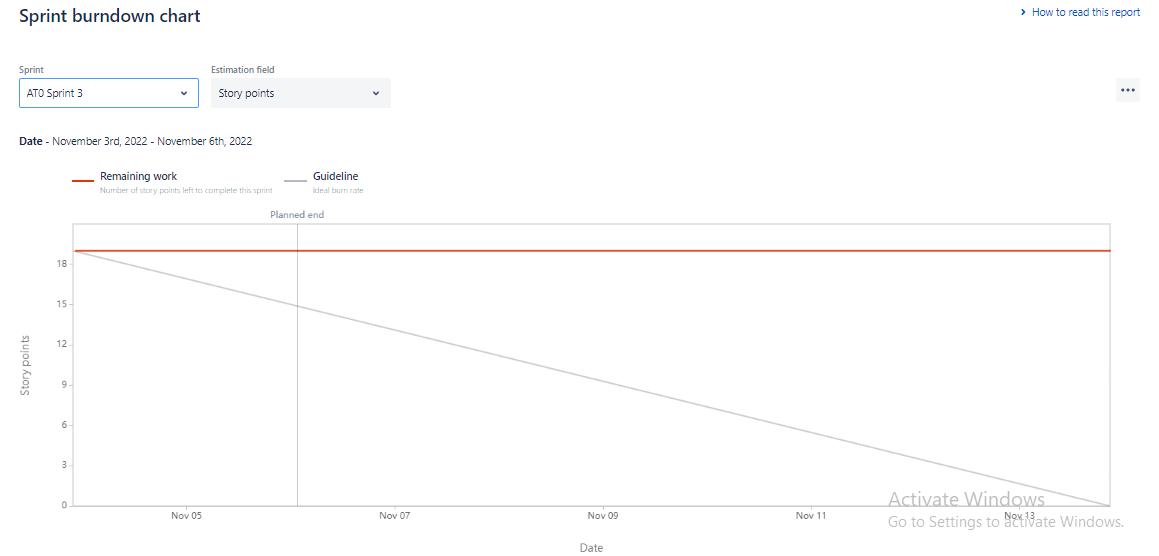 Sprint burndown chart
How to read this report
Sprint
Estimation field
AT0 Sprint 3
Story points
Date - November 3rd, 2022 - November 6th, 2022
Remaining work
Number of story points left to complete this sprint
Guideline
Ideal burn rate
Planned end
18
15
12
9
6
3
0
Story points
Nov 05
Nov 07
Nov 09
Nov 11
Nov 13
Date
Activate Windows
Go to Settings to activate Windows.